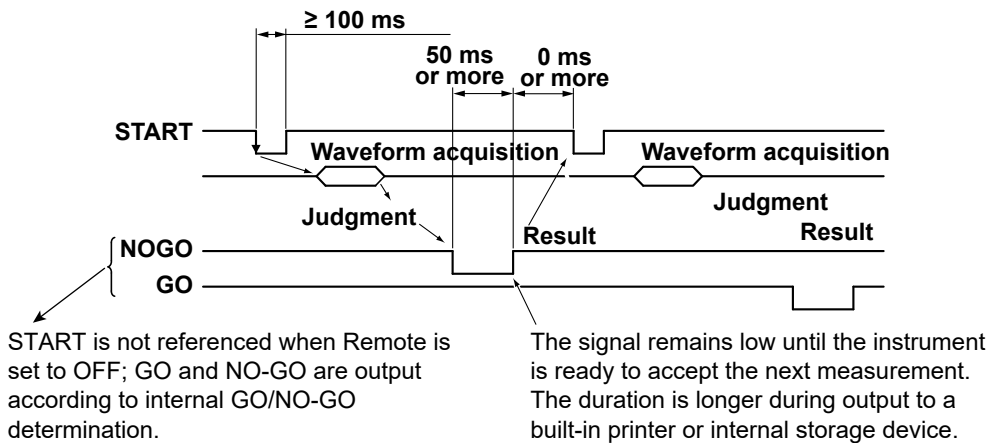 ≥ 100 ms
50 ms
or more
0 ms
or more
START
Waveform acquisition
Waveform acquisition
Judgment
Judgment
NOGO
Result
Result
GO
START is not referenced when Remote is
set to OFF; GO and NO-GO are output
according to internal GO/NO-GO
determination.
The signal remains low until the instrument
is ready to accept the next measurement.
The duration is longer during output to a
built-in printer or internal storage device.